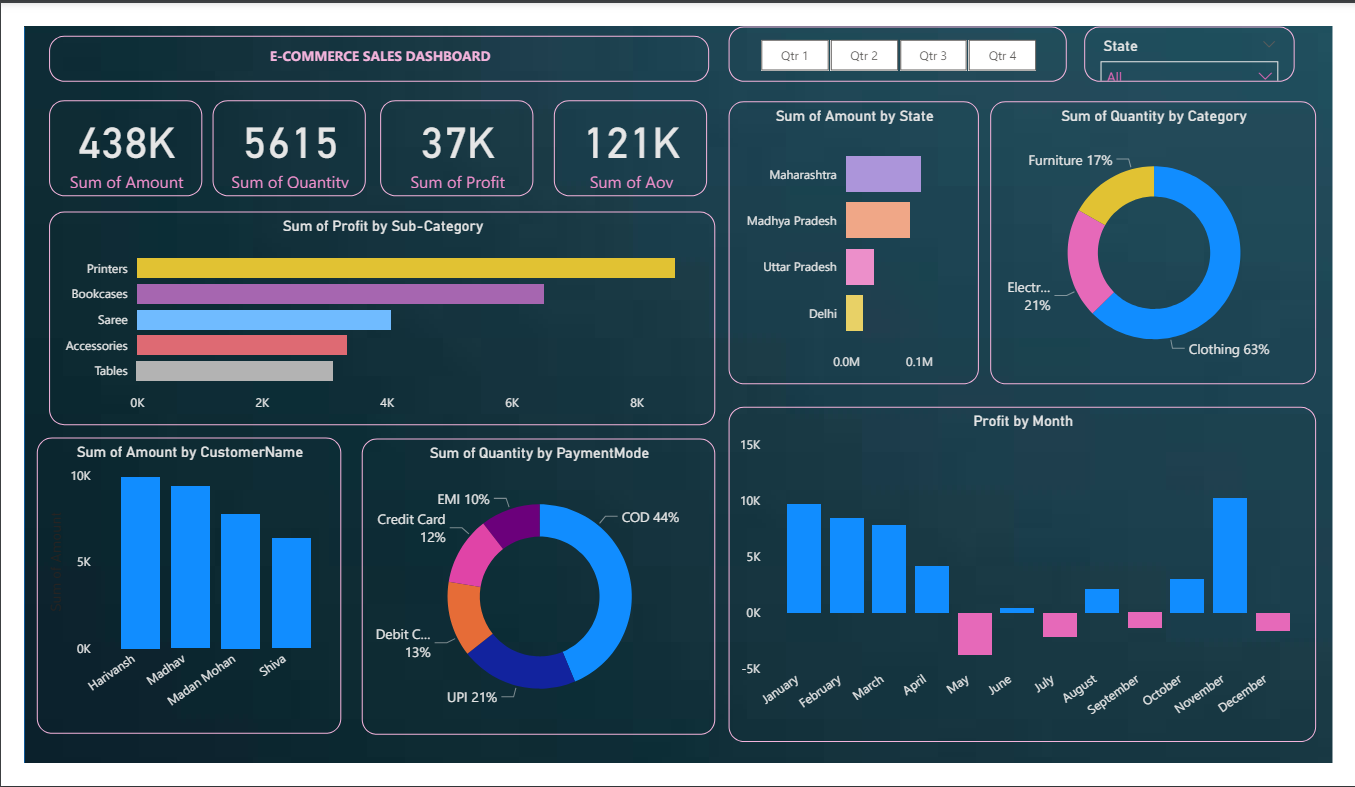 E-COMMERCE SALES DASHBOARD
Qtr 1
Qtr 2
Qtr 3
Qtr 4
State
All
438K
Sum of Amount
5615
Sum of Quantity
37K
Sum of Profit
121K
Sum of Aov
Sum of Profit by Sub-Category
Printers
Bookcases
Saree
Accessories
Tables
0K
2K
4K
6K
8K
Sum of Amount by State
Maharashtra
Madhya Pradesh
Uttar Pradesh
Delhi
0.0M
0.1M
Sum of Quantity by Category
Furniture 17%
Electr...
21%
Clothing 63%
Sum of Amount by CustomerName
Sum of Amount
10K
5K
0K
Harivansh
Madhav
Madan Mohan
Shiva
Sum of Quantity by PaymentMode
EMI 10%
Credit Card
12%
COD 44%
Debit C...
13%
UPI 21%
Profit by Month
15K
10K
5K
0K
-5K
January
February
March
April
May
June
July
August
September
October
November
December